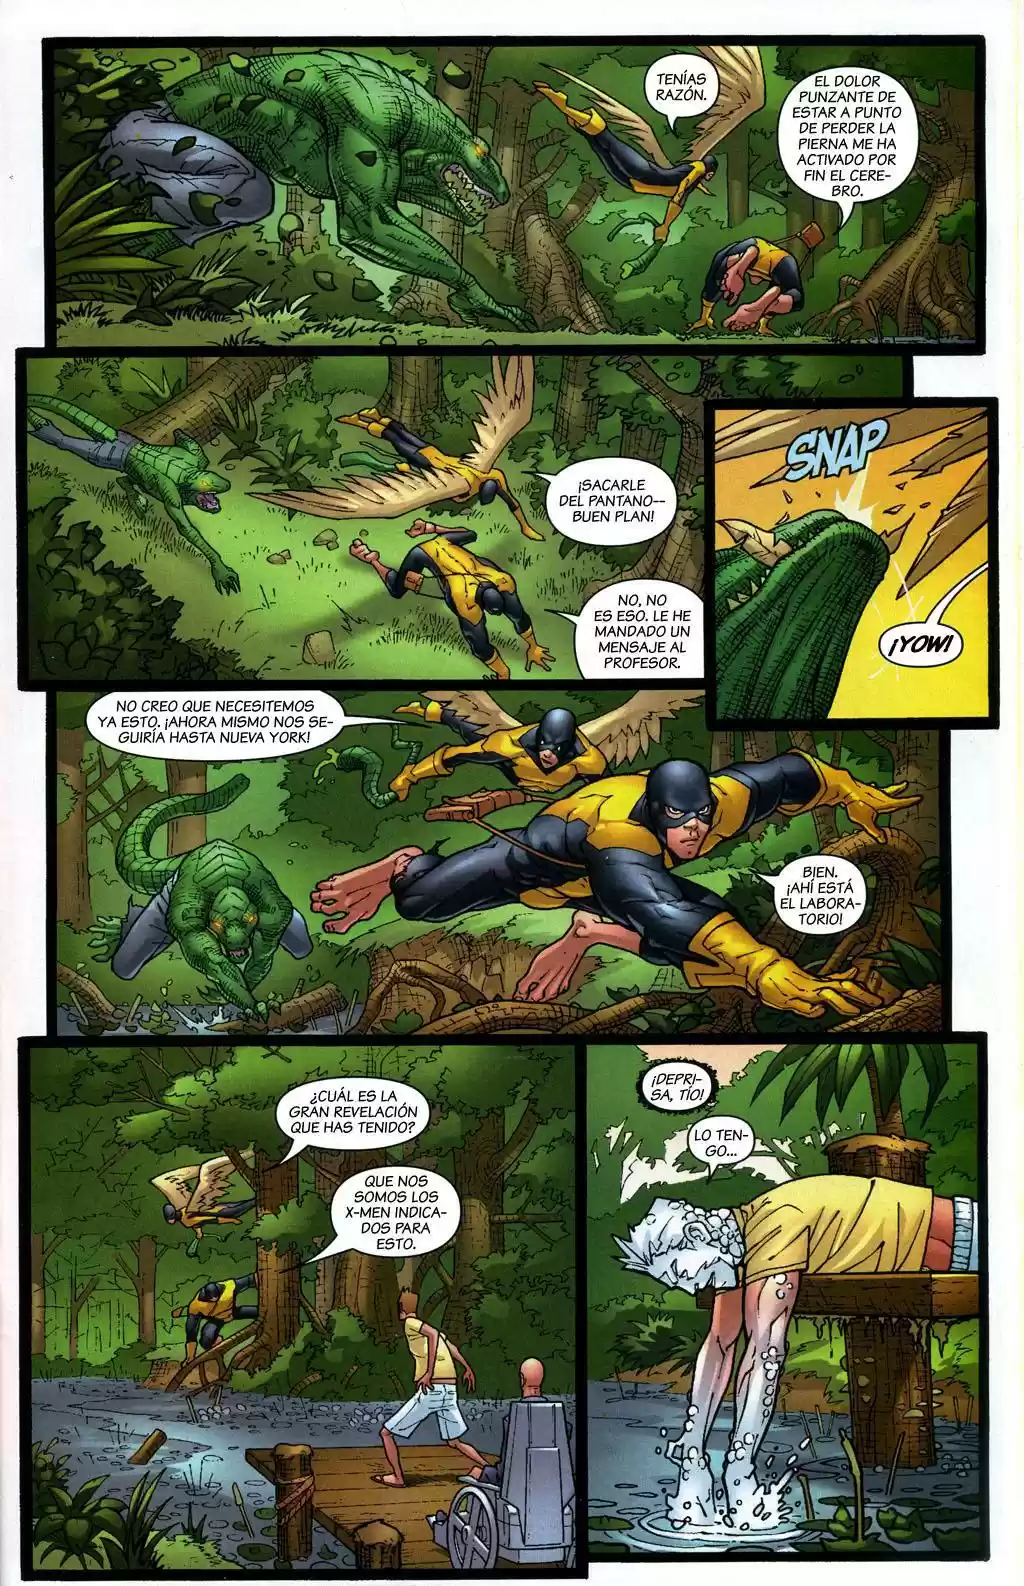 TENÍAS
RAZÓN.
EL DOLOR
PUNZANTE DE
ESTAR A PUNTO
DE PERDER LA
PIERNA ME HA
ACTIVADO POR
FIN EL CERE-
BRO.
¡SACARLE
DEL PANTANO--
BUEN PLAN!
NO, NO
ES ESO. LE HE
MANDADO UN
MENSAJE AL
PROFESOR.
SNAP
¡YOW!
NO CREO QUE NECESITEMOS
YA ESTO. ¡AHORA MISMO NOS SE-
GUIRÍA HASTA NUEVA YORK!
BIEN.
¡AHÍ ESTÁ
EL LABORA-
TORIO!
¿CUÁL ES LA
GRAN REVELACIÓN
QUE HAS TENIDO?
QUE NOS
SOMOS LOS
X-MEN INDICA-
DOS PARA
ESTO.
¡DEPRI-
SA, TÍO!
LO TEN-
GO...